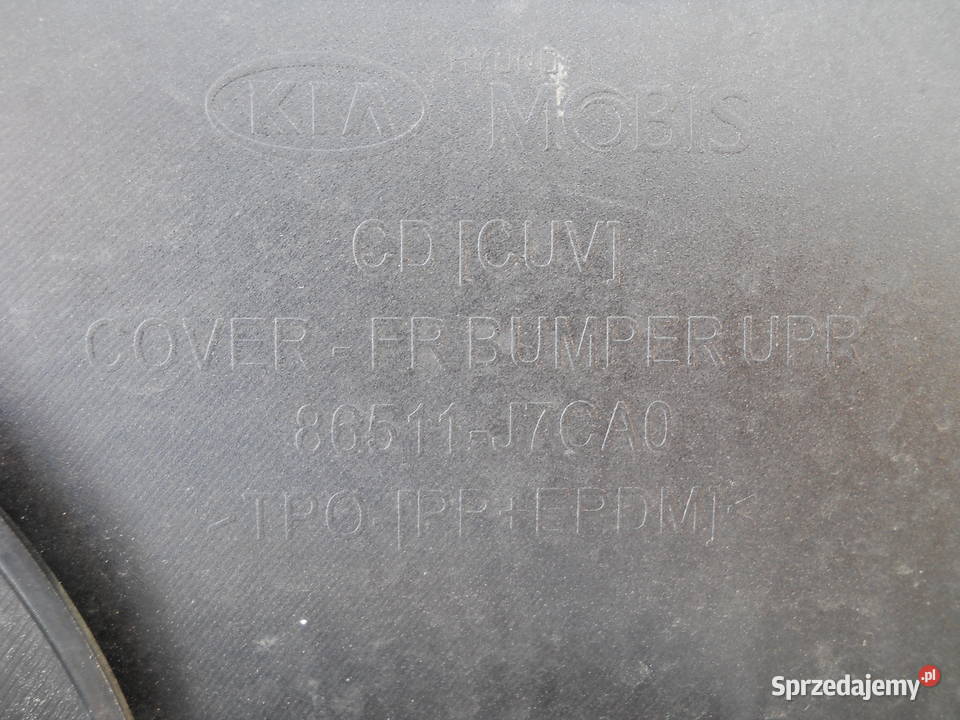 KIA
HYUNDAI
MOBIS
CD [CUV]
COVER - FR BUMPER UPR
86511-J7CA0
>TPO-[PP+EPDM]<
Sprzedajemy.pl